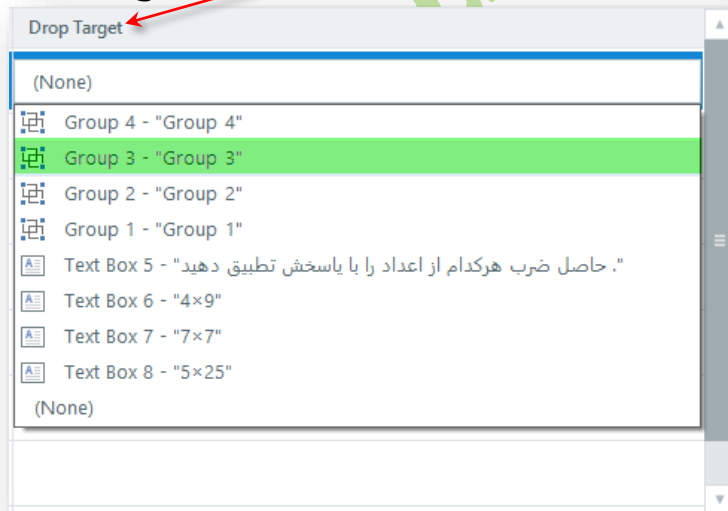 Drop Target
(None)
Group 4 - "Group 4"
Group 3 - "Group 3"
Group 2 - "Group 2"
Group 1 - "Group 1"
Text Box 5 - "حاصل ضرب هرکدام از اعداد را با پاسخش تطبیق دهید ."
Text Box 6 - "4×9"
Text Box 7 - "7×7"
Text Box 8 - "5×25"
(None)